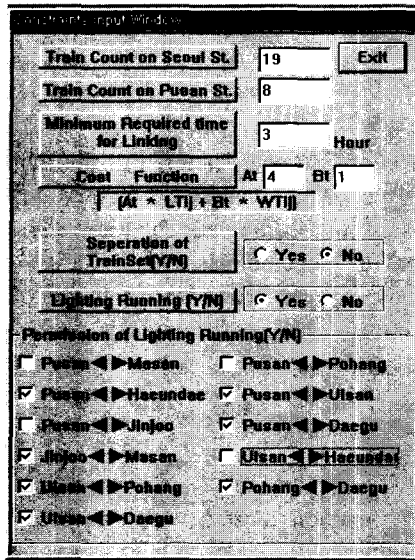 Constraints Input Window
Train Count on Seoul St. 19 Exit
Train Count on Pusan St. 8
Minimum Required time
for Linking 3 Hour
Cost Function At 4 Bt 1
(At * LTij + Bt * WTij)
Seperation of
TrainSet(Y/N) Yes No
Lighting Running (Y/N) Yes No
Permission of Lighting Running(Y/N)
Pusan◀ ▶Masan Pusan◀ ▶Pohang
Pusan◀ ▶Haeundae Pusan◀ ▶Ulsan
Pusan◀ ▶Jinjoo Pusan◀ ▶Daegu
Jinjoo◀ ▶Masan Ulsan◀ ▶Haeundae
Ulsan◀ ▶Pohang Pohang◀ ▶Daegu
Ulsan◀ ▶Daegu